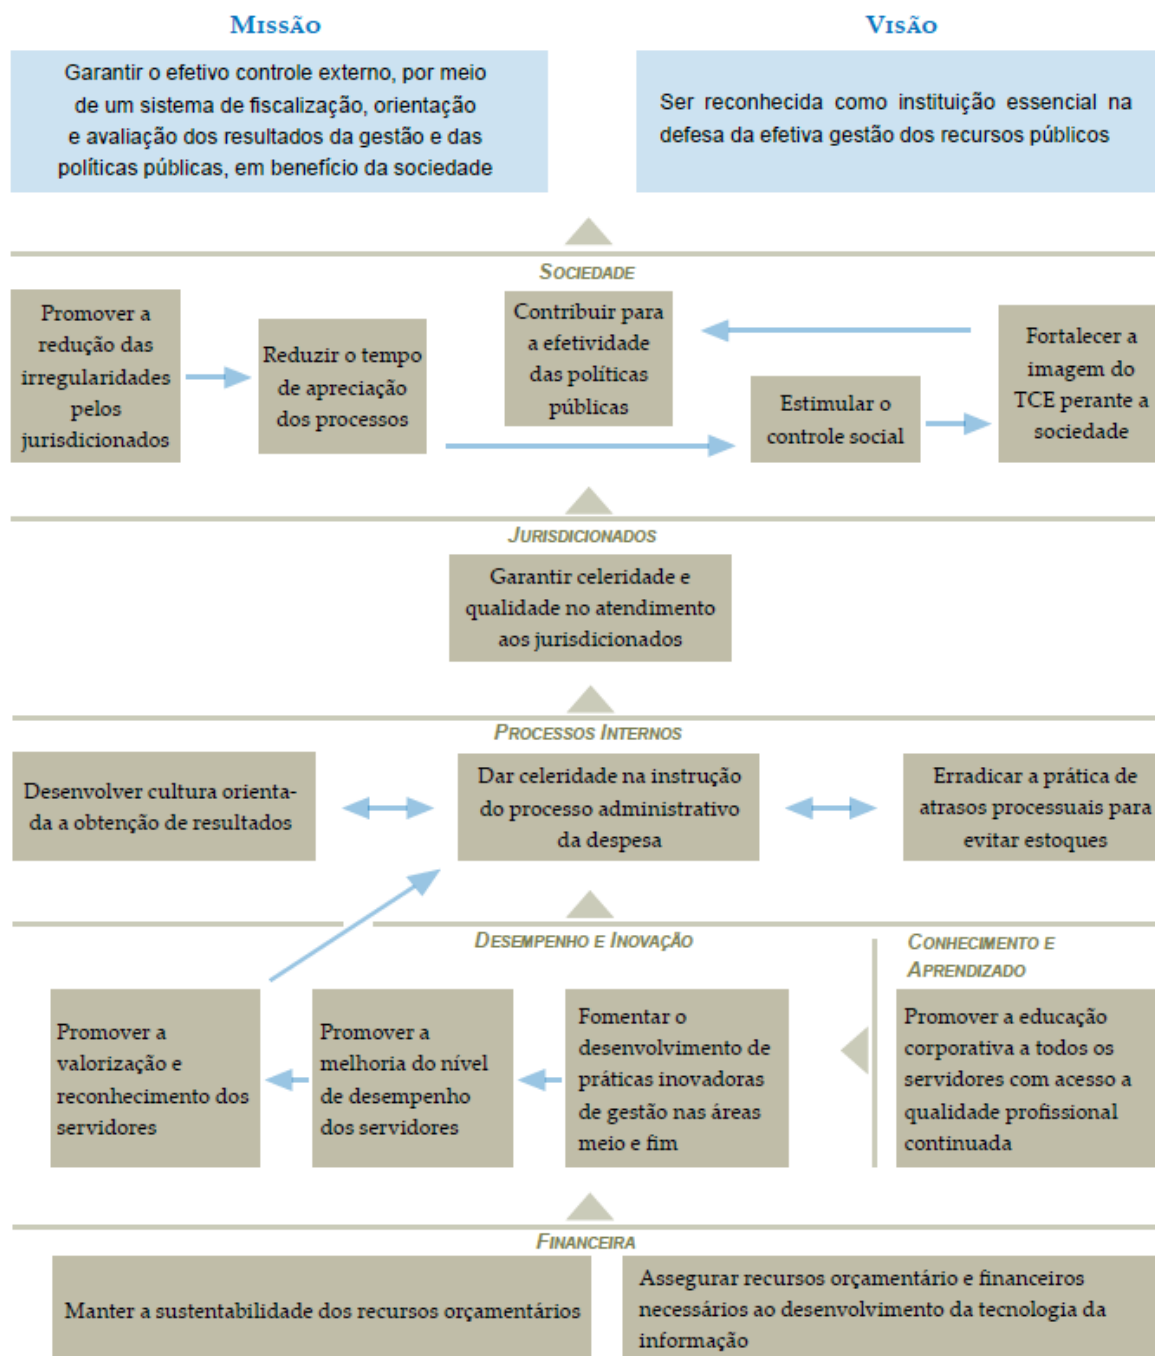 MISSÃO
Garantir o efetivo controle externo, por meio
de um sistema de fiscalização, orientação
e avaliação dos resultados da gestão e das
políticas públicas, em benefício da sociedade
VISÃO
Ser reconhecida como instituição essencial na
defesa da efetiva gestão dos recursos públicos
SOCIEDADE
Promover a
redução das
irregularidades
pelos
jurisdicionados
Reduzir o tempo
de apreciação
dos processos
Contribuir para
a efetividade
das políticas
públicas
Estimular o
controle social
Fortalecer a
imagem do
TCE perante a
sociedade
JURISDICIONADOS
Garantir celeridade e
qualidade no atendimento
aos jurisdicionados
PROCESSOS INTERNOS
Desenvolver cultura orienta-
da a obtenção de resultados
Dar celeridade na instrução
do processo administrativo
da despesa
Erradicar a prática de
atrasos processuais para
evitar estoques
DESEMPENHO E INOVAÇÃO
Promover a
valorização e
reconhecimento dos
servidores
Promover a
melhoria do nível
de desempenho
dos servidores
Fomentar o
desenvolvimento de
práticas inovadoras
de gestão nas áreas
meio e fim
CONHECIMENTO E
APRENDIZADO
Promover a educação
corporativa a todos os
servidores com acesso a
qualidade profissional
continuada
FINANCEIRA
Manter a sustentabilidade dos recursos orçamentários
Assegurar recursos orçamentário e financeiros
necessários ao desenvolvimento da tecnologia da
informação